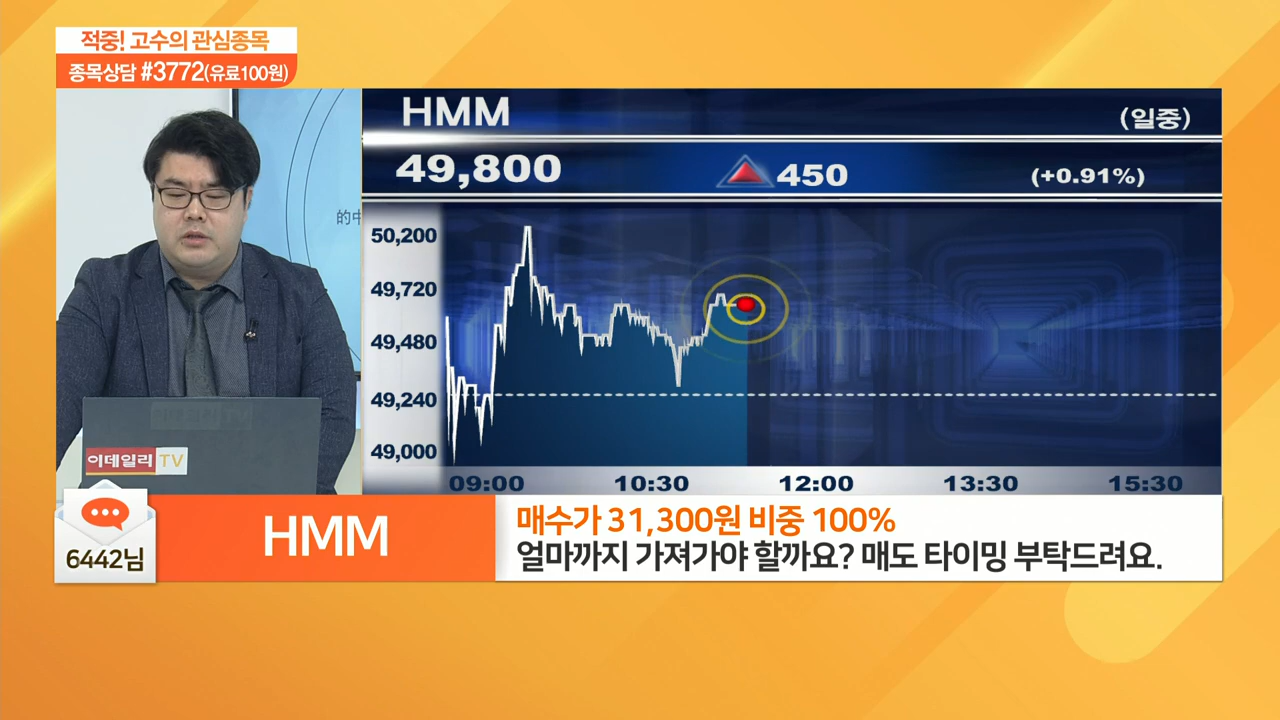 적중! 고수의 관심종목
종목상담 #3772(유료100원)
HMM
(일중)
49,800
450
(+0.91%)
的中
50,200
49,720
49,480
49,240
49,000
09:00
10:30
12:00
13:30
15:30
이데일리 TV
6442님
HMM
매수가 31,300원 비중 100%
얼마까지 가져가야 할까요? 매도 타이밍 부탁드려요.